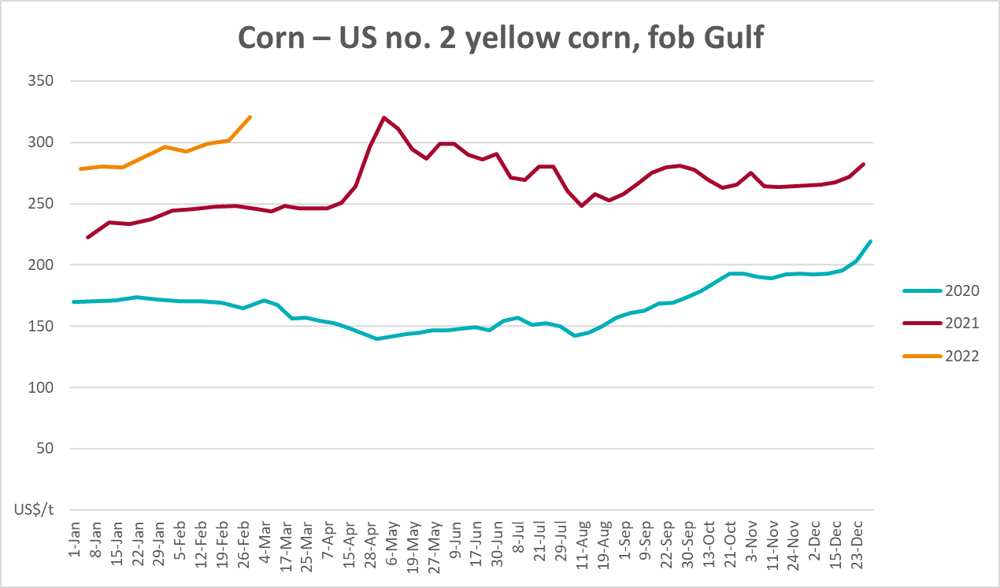 Corn – US no. 2 yellow corn, fob Gulf
350
300
250
200
150
100
50
US$/t
2020
2021
2022
1-Jan
8-Jan
15-Jan
22-Jan
29-Jan
5-Feb
12-Feb
19-Feb
26-Feb
4-Mar
17-Mar
25-Mar
7-Apr
15-Apr
28-Apr
6-May
19-May
27-May
9-Jun
17-Jun
30-Jun
8-Jul
21-Jul
29-Jul
11-Aug
19-Aug
1-Sep
9-Sep
22-Sep
30-Sep
13-Oct
21-Oct
3-Nov
11-Nov
24-Nov
2-Dec
15-Dec
23-Dec